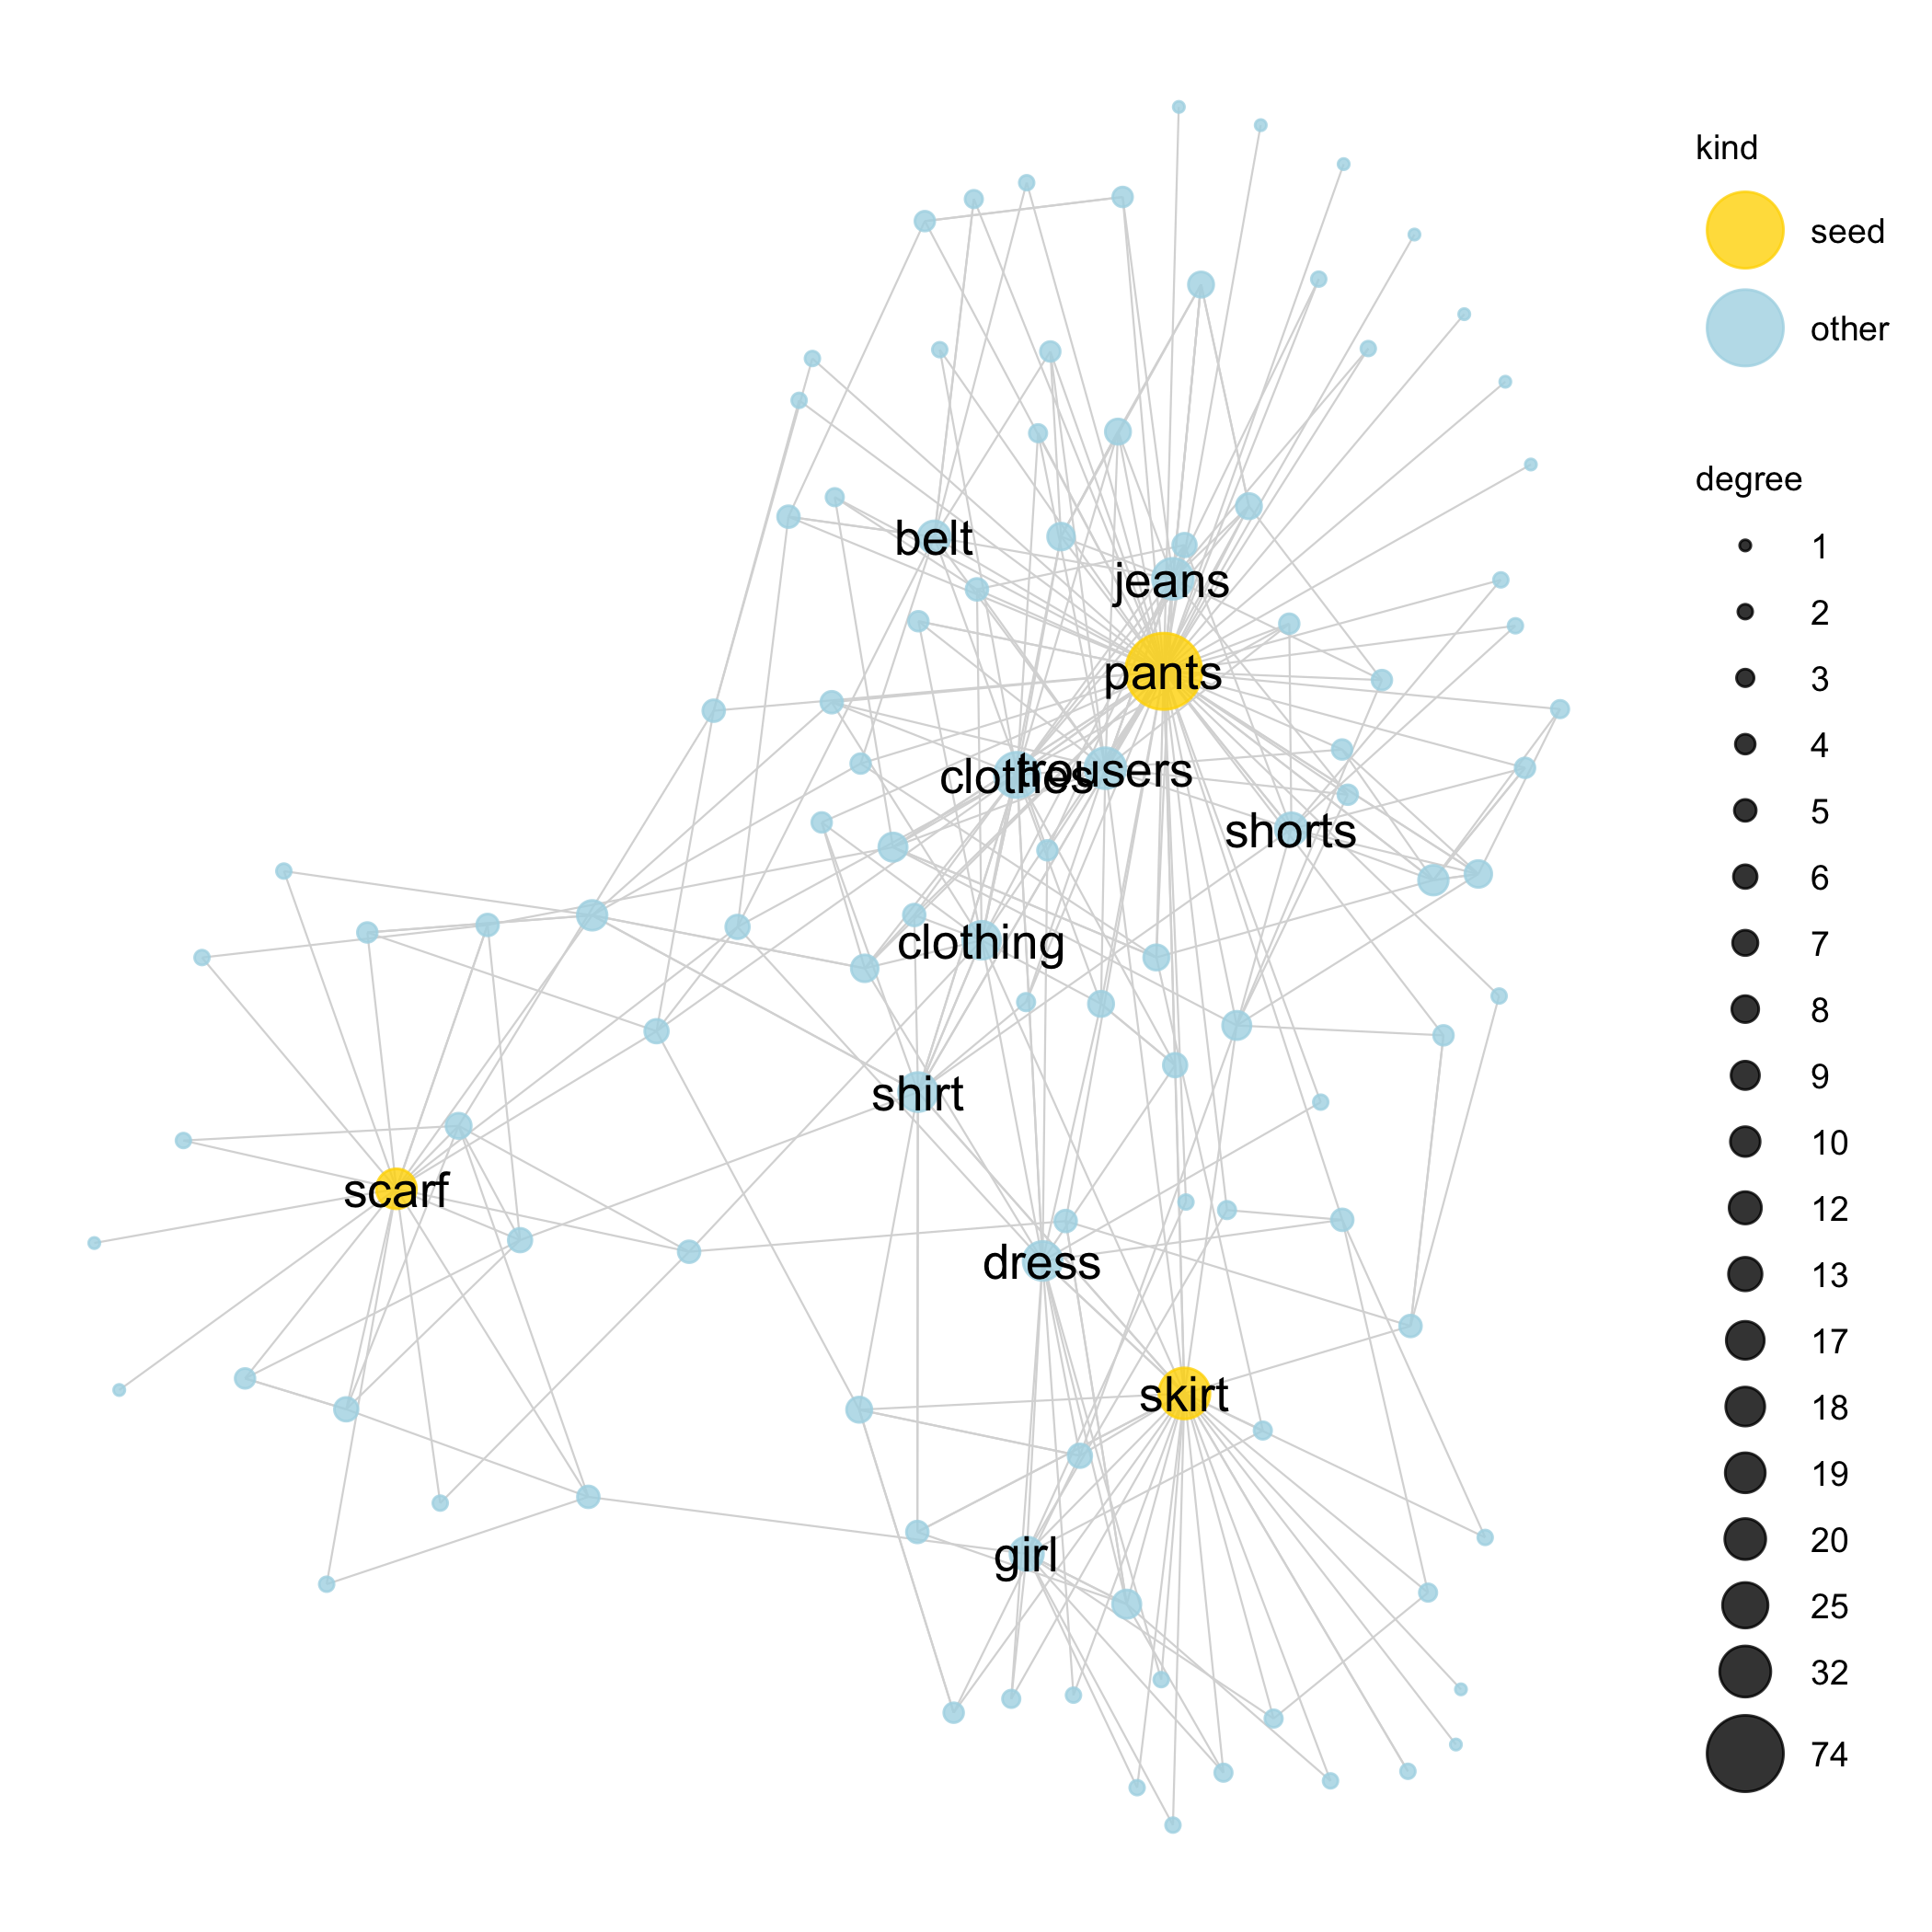 kind
seed
other
degree
1
2
3
4
5
6
7
8
9
10
12
13
17
18
19
20
25
32
74
belt
jeans
pants
clothes
trousers
shorts
clothing
shirt
scarf
dress
skirt
girl